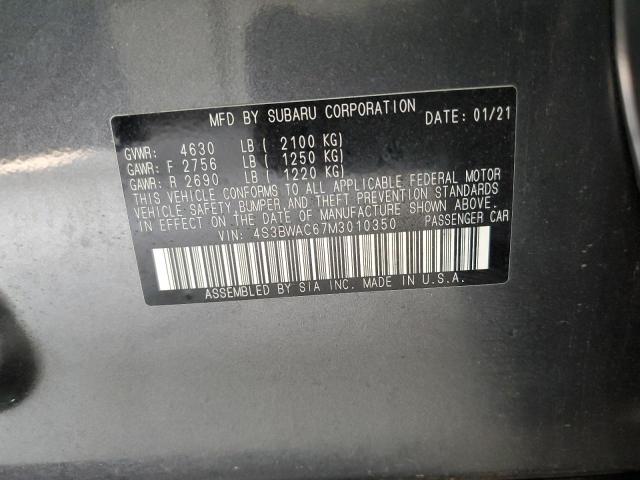 MFD BY SUBARU CORPORATION
DATE: 01/21
GVWR: 4630 LB ( 2100 KG)
GAWR: F 2756 LB ( 1250 KG)
GAWR: R 2690 LB ( 1220 KG)
THIS VEHICLE CONFORMS TO ALL APPLICABLE FEDERAL MOTOR
VEHICLE SAFETY, BUMPER, AND THEFT PREVENTION STANDARDS
IN EFFECT ON THE DATE OF MANUFACTURE SHOWN ABOVE.
VIN: 4S3BWAC67M3010350 PASSENGER CAR
ASSEMBLED BY SIA INC. MADE IN U.S.A.